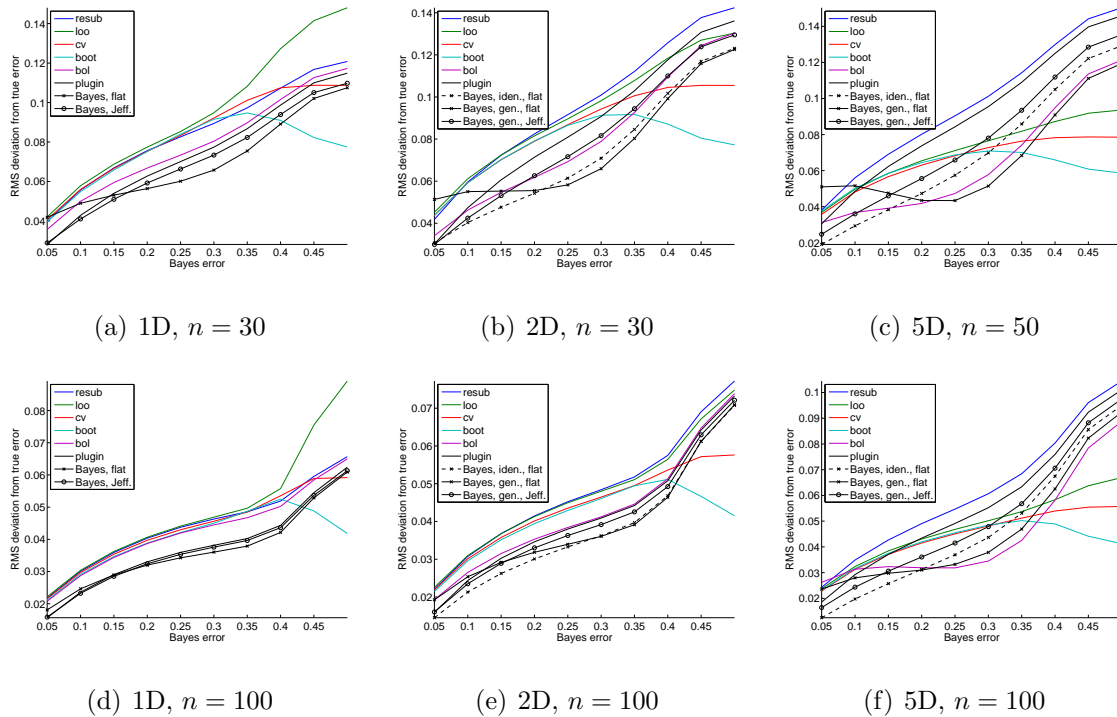 RMS deviation from true error
0.14
0.12
0.1
0.08
0.06
0.04
resub
loo
cv
boot
bol
plugin
Bayes, flat
Bayes, Jeff.
0.05 0.1 0.15 0.2 0.25 0.3 0.35 0.4 0.45
Bayes error
(a) 1D, n = 30
RMS deviation from true error
0.14
0.12
0.1
0.08
0.06
0.04
resub
loo
cv
boot
bol
plugin
Bayes, iden., flat
Bayes, gen., flat
Bayes, gen., Jeff.
0.05 0.1 0.15 0.2 0.25 0.3 0.35 0.4 0.45
Bayes error
(b) 2D, n = 30
RMS deviation from true error
0.14
0.12
0.1
0.08
0.06
0.04
0.02
resub
loo
cv
boot
bol
plugin
Bayes, iden., flat
Bayes, gen., flat
Bayes, gen., Jeff.
0.05 0.1 0.15 0.2 0.25 0.3 0.35 0.4 0.45
Bayes error
(c) 5D, n = 50
RMS deviation from true error
0.08
0.07
0.06
0.05
0.04
0.03
0.02
resub
loo
cv
boot
bol
plugin
Bayes, flat
Bayes, Jeff.
0.05 0.1 0.15 0.2 0.25 0.3 0.35 0.4 0.45
Bayes error
(d) 1D, n = 100
RMS deviation from true error
0.07
0.06
0.05
0.04
0.03
0.02
resub
loo
cv
boot
bol
plugin
Bayes, iden., flat
Bayes, gen., flat
Bayes, gen., Jeff.
0.05 0.1 0.15 0.2 0.25 0.3 0.35 0.4 0.45
Bayes error
(e) 2D, n = 100
RMS deviation from true error
0.1
0.09
0.08
0.07
0.06
0.05
0.04
0.03
0.02
resub
loo
cv
boot
bol
plugin
Bayes, iden., flat
Bayes, gen., flat
Bayes, gen., Jeff.
0.05 0.1 0.15 0.2 0.25 0.3 0.35 0.4 0.45
Bayes error
(f) 5D, n = 100